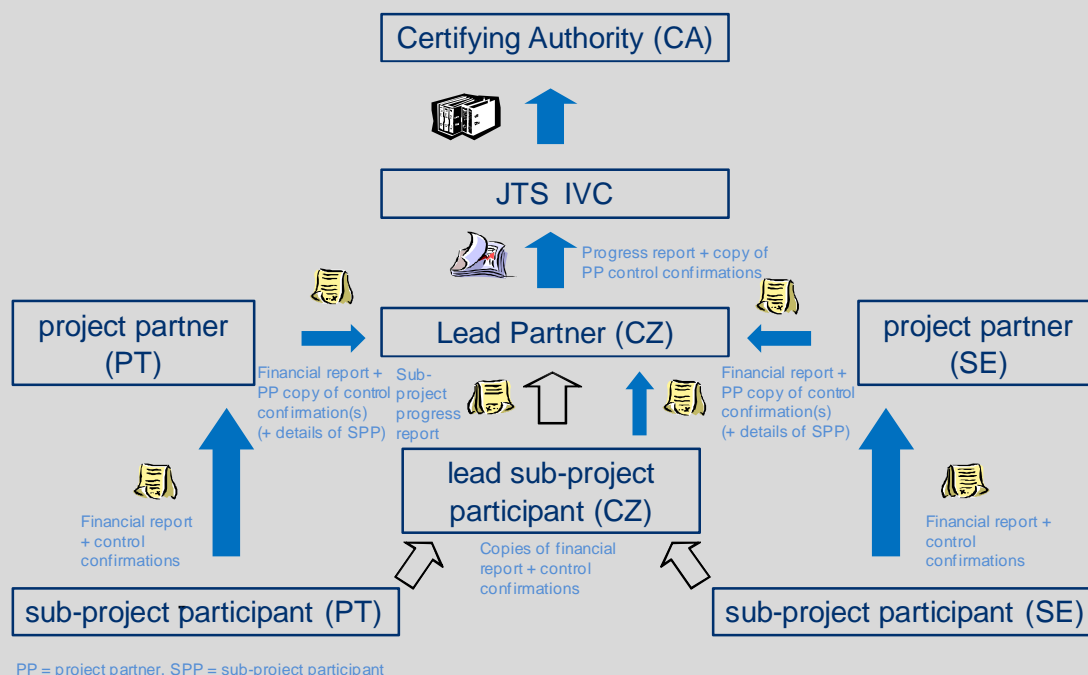 Certifying Authority (CA)
JTS IVC
Progress report + copy of
PP control confirmations
project partner
(PT)
Lead Partner (CZ)
project partner
(SE)
Financial report +
PP copy of control
confirmation(s)
(+ details of SPP)
Sub-
project
progress
report
Financial report +
PP copy of control
confirmation(s)
(+ details of SPP)
lead sub-project
participant (CZ)
Financial report
+ control
confirmations
Copies of financial
report + control
confirmations
Financial report +
control
confirmations
sub-project participant (PT)
sub-project participant (SE)
PP = project partner, SPP = sub-project participant